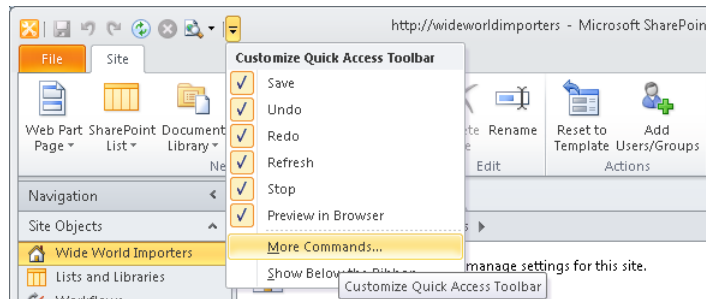 http://wideworldimporters - Microsoft SharePoin
File Site
Customize Quick Access Toolbar
Save
Undo
Redo
Refresh
Stop
Preview in Browser
More Commands...
Show Below the Ribbon
Customize Quick Access Toolbar
Web Part SharePoint Document
Page List Library
Ne
te Rename
e
Edit
Reset to Add
Template Users/Groups
Actions
Navigation
Site Objects
Wide World Importers
Lists and Libraries
s
manage settings for this site.